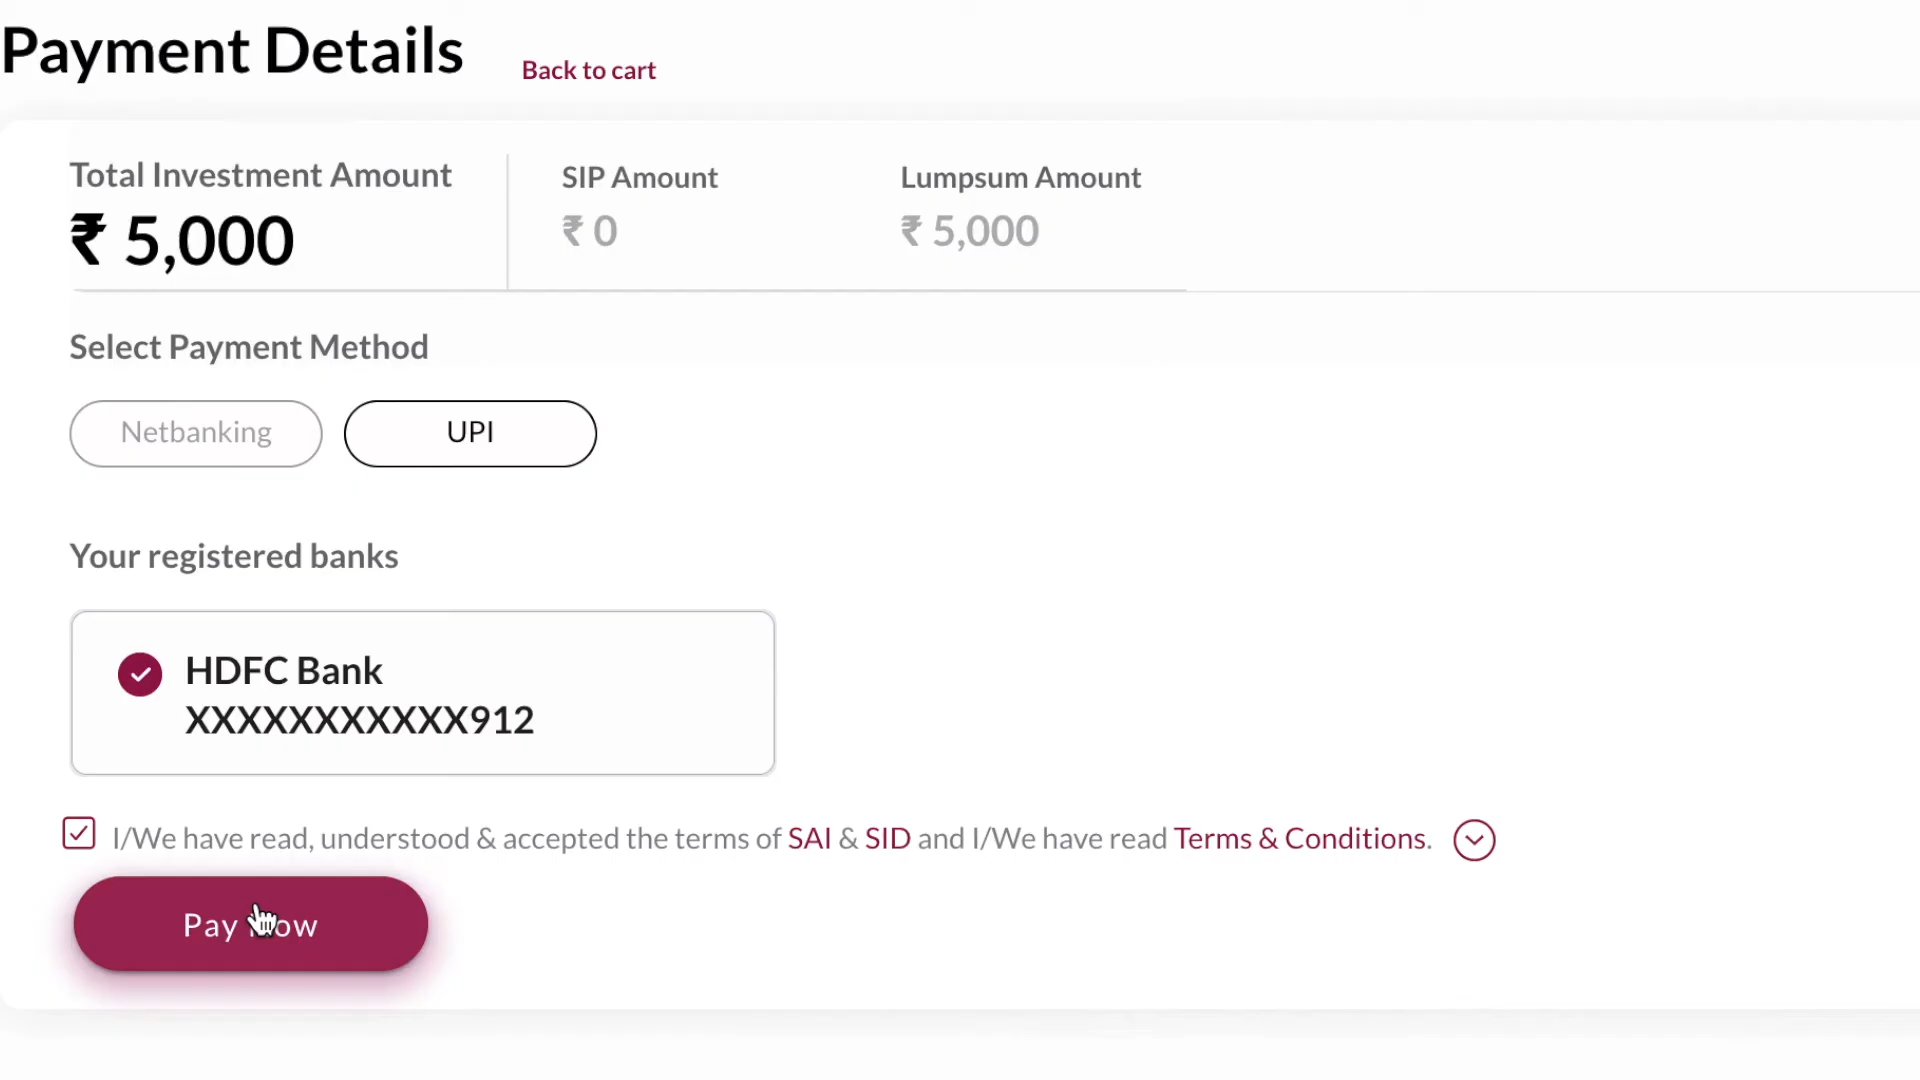 Payment Details
Back to cart
Total Investment Amount
₹ 5,000
SIP Amount
₹ 0
Lumpsum Amount
₹ 5,000
Select Payment Method
Netbanking
UPI
Your registered banks
HDFC Bank
XXXXXXXXXXX912
I/We have read, understood & accepted the terms of SAI & SID and I/We have read Terms & Conditions.
Pay Now